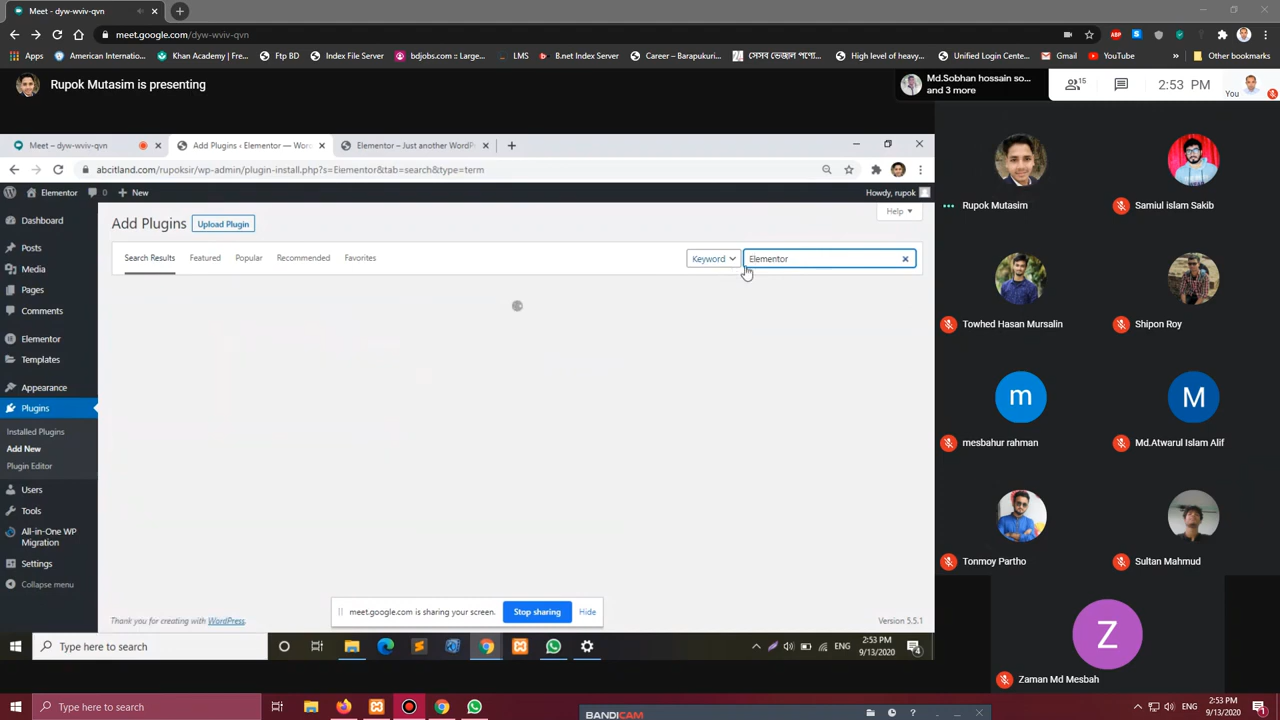 Meet - dyw-wviv-qvn
meet.google.com/dyw-wviv-qvn
Apps
American Internatio...
Khan Academy | Fre...
Ftp BD
Index File Server
bdjobs.com :: Large...
LMS
B.net Index Server
Career – Barapukuri...
সেসব ভেজাল পণ্যে...
High level of heavy...
Unified Login Conne...
Gmail
YouTube
»
Other bookmarks
Rupok Mutasim is presenting
Md.Sobhan hossain so...
and 3 more
15
2:53 PM
You
Meet – dyw-wviv-qvn
Add Plugins ‹ Elementor — Wor
Elementor – Just another WordPr
abcitland.com/rupoksir/wp-admin/plugin-install.php?s=Elementor&tab=search&type=term
Elementor
0
New
Howdy, rupok
Dashboard
Posts
Media
Pages
Comments
Elementor
Templates
Appearance
Plugins
Installed Plugins
Add New
Plugin Editor
Users
Tools
All-in-One WP
Migration
Settings
Collapse menu
Add Plugins
Upload Plugin
Help
Search Results
Featured
Popular
Recommended
Favorites
Keyword
Elementor
meet.google.com is sharing your screen.
Stop sharing
Hide
Thank you for creating with WordPress.
Version 5.5.1
Type here to search
ENG
2:53 PM
9/13/2020
4
Rupok Mutasim
Samiul islam Sakib
Towhed Hasan Mursalin
Shipon Roy
m
mesbahur rahman
M
Md.Atwarul Islam Alif
Tonmoy Partho
Sultan Mahmud
Z
Zaman Md Mesbah
Type here to search
BANDICAM
ENG
2:53 PM
9/13/2020
1